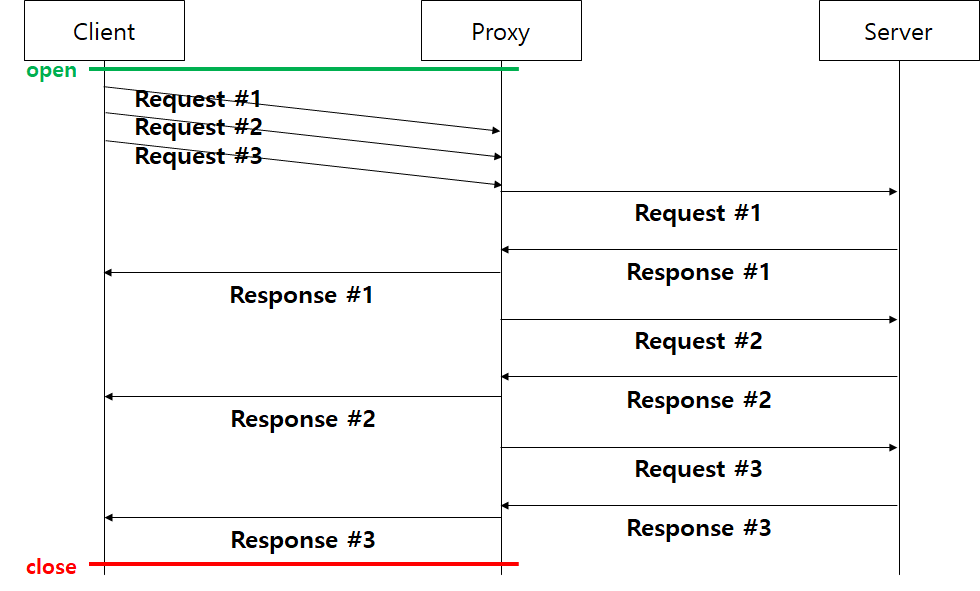 Client
Proxy
Server
open
Request #1
Request #2
Request #3
Request #1
Response #1
Response #1
Request #2
Response #2
Response #2
Request #3
Response #3
Response #3
close